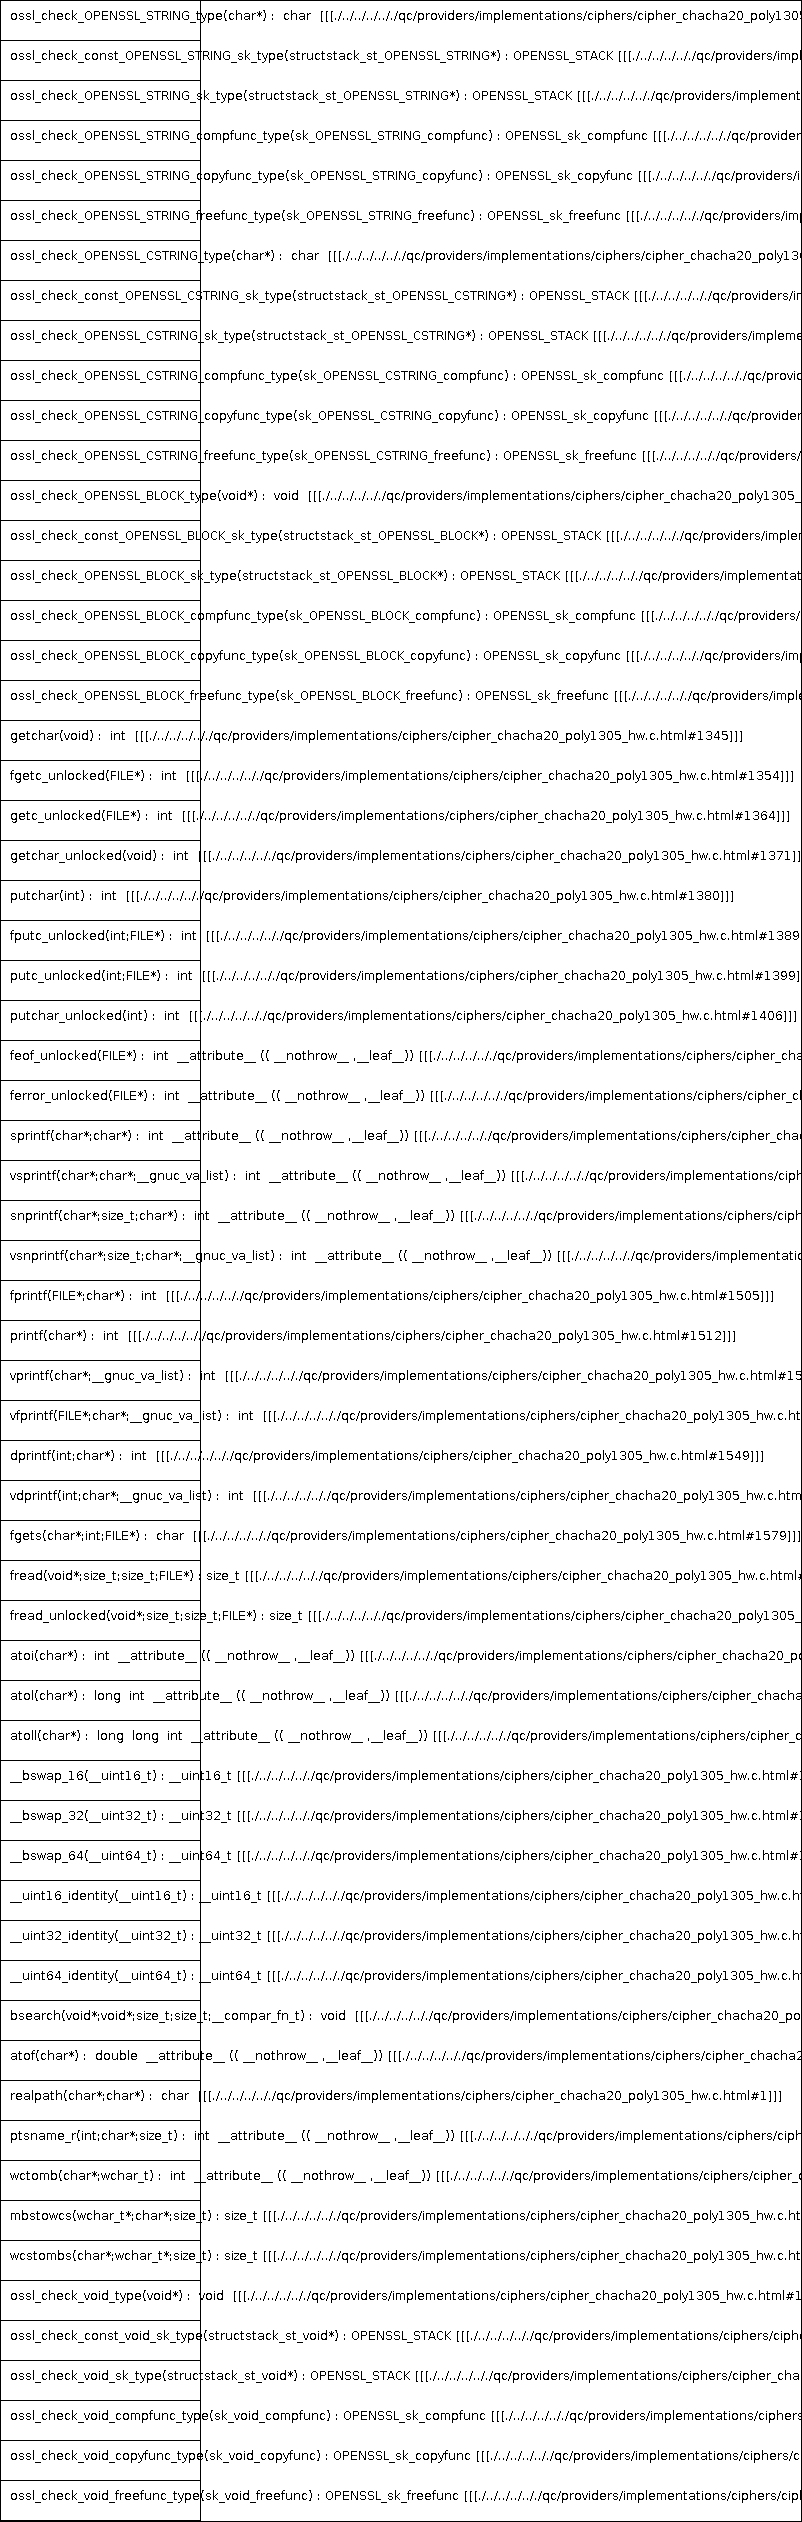 ossl_check_OPENSSL_STRING_type(char*) :  char  [[[./../../../../../qc/providers/implementations/ciphers/cipher_chacha20_poly1305
ossl_check_const_OPENSSL_STRING_sk_type(structstack_st_OPENSSL_STRING*) : OPENSSL_STACK [[[./../../../../../qc/providers/impl
ossl_check_OPENSSL_STRING_sk_type(structstack_st_OPENSSL_STRING*) : OPENSSL_STACK [[[./../../../../../qc/providers/implement
ossl_check_OPENSSL_STRING_compfunc_type(sk_OPENSSL_STRING_compfunc) : OPENSSL_sk_compfunc [[[./../../../../../qc/provider
ossl_check_OPENSSL_STRING_copyfunc_type(sk_OPENSSL_STRING_copyfunc) : OPENSSL_sk_copyfunc [[[./../../../../../qc/providers/i
ossl_check_OPENSSL_STRING_freefunc_type(sk_OPENSSL_STRING_freefunc) : OPENSSL_sk_freefunc [[[./../../../../../qc/providers/im
ossl_check_OPENSSL_CSTRING_type(char*) :  char  [[[./../../../../../qc/providers/implementations/ciphers/cipher_chacha20_poly13
ossl_check_const_OPENSSL_CSTRING_sk_type(structstack_st_OPENSSL_CSTRING*) : OPENSSL_STACK [[[./../../../../../qc/providers/in
ossl_check_OPENSSL_CSTRING_sk_type(structstack_st_OPENSSL_CSTRING*) : OPENSSL_STACK [[[./../../../../../qc/providers/impleme
ossl_check_OPENSSL_CSTRING_compfunc_type(sk_OPENSSL_CSTRING_compfunc) : OPENSSL_sk_compfunc [[[./../../../../../qc/provid
ossl_check_OPENSSL_CSTRING_copyfunc_type(sk_OPENSSL_CSTRING_copyfunc) : OPENSSL_sk_copyfunc [[[./../../../../../qc/provider
ossl_check_OPENSSL_CSTRING_freefunc_type(sk_OPENSSL_CSTRING_freefunc) : OPENSSL_sk_freefunc [[[./../../../../../qc/providers/
ossl_check_OPENSSL_BLOCK_type(void*) :  void  [[[./../../../../../qc/providers/implementations/ciphers/cipher_chacha20_poly1305_
ossl_check_const_OPENSSL_BLOCK_sk_type(structstack_st_OPENSSL_BLOCK*) : OPENSSL_STACK [[[./../../../../../qc/providers/implem
ossl_check_OPENSSL_BLOCK_sk_type(structstack_st_OPENSSL_BLOCK*) : OPENSSL_STACK [[[./../../../../../qc/providers/implementat
ossl_check_OPENSSL_BLOCK_compfunc_type(sk_OPENSSL_BLOCK_compfunc) : OPENSSL_sk_compfunc [[[./../../../../../qc/providers/
ossl_check_OPENSSL_BLOCK_copyfunc_type(sk_OPENSSL_BLOCK_copyfunc) : OPENSSL_sk_copyfunc [[[./../../../../../qc/providers/imp
ossl_check_OPENSSL_BLOCK_freefunc_type(sk_OPENSSL_BLOCK_freefunc) : OPENSSL_sk_freefunc [[[./../../../../../qc/providers/imple
getchar(void) :  int  [[[./../../../../../qc/providers/implementations/ciphers/cipher_chacha20_poly1305_hw.c.html#1345]]]
fgetc_unlocked(FILE*) :  int  [[[./../../../../../qc/providers/implementations/ciphers/cipher_chacha20_poly1305_hw.c.html#1354]]]
getc_unlocked(FILE*) :  int  [[[./../../../../../qc/providers/implementations/ciphers/cipher_chacha20_poly1305_hw.c.html#1364]]]
getchar_unlocked(void) :  int  [[[./../../../../../qc/providers/implementations/ciphers/cipher_chacha20_poly1305_hw.c.html#1371]]
putchar(int) :  int  [[[./../../../../../qc/providers/implementations/ciphers/cipher_chacha20_poly1305_hw.c.html#1380]]]
fputc_unlocked(int;FILE*) :  int  [[[./../../../../../qc/providers/implementations/ciphers/cipher_chacha20_poly1305_hw.c.html#1389
putc_unlocked(int;FILE*) :  int  [[[./../../../../../qc/providers/implementations/ciphers/cipher_chacha20_poly1305_hw.c.html#1399]
putchar_unlocked(int) :  int  [[[./../../../../../qc/providers/implementations/ciphers/cipher_chacha20_poly1305_hw.c.html#1406]]]
feof_unlocked(FILE*) :  int  __attribute__ (( __nothrow__ ,__leaf__)) [[[./../../../../../qc/providers/implementations/ciphers/cipher_cha
ferror_unlocked(FILE*) :  int  __attribute__ (( __nothrow__ ,__leaf__)) [[[./../../../../../qc/providers/implementations/ciphers/cipher_cl
sprintf(char*;char*) :  int  __attribute__ (( __nothrow__ ,__leaf__)) [[[./../../../../../qc/providers/implementations/ciphers/cipher_chac
vsprintf(char*;char*;__gnuc_va_list) :  int  __attribute__ (( __nothrow__ ,__leaf__)) [[[./../../../../../qc/providers/implementations/ciph
snprintf(char*;size_t;char*) :  int  __attribute__ (( __nothrow__ ,__leaf__)) [[[./../../../../../qc/providers/implementations/ciphers/ciph
vsnprintf(char*;size_t;char*;__gnuc_va_list) :  int  __attribute__ (( __nothrow__ ,__leaf__)) [[[./../../../../../qc/providers/implementatio
fprintf(FILE*;char*) :  int  [[[./../../../../../qc/providers/implementations/ciphers/cipher_chacha20_poly1305_hw.c.html#1505]]]
printf(char*) :  int  [[[./../../../../../qc/providers/implementations/ciphers/cipher_chacha20_poly1305_hw.c.html#1512]]]
vprintf(char*;__gnuc_va_list) :  int  [[[./../../../../../qc/providers/implementations/ciphers/cipher_chacha20_poly1305_hw.c.html#15
vfprintf(FILE*;char*;__gnuc_va_list) :  int  [[[./../../../../../qc/providers/implementations/ciphers/cipher_chacha20_poly1305_hw.c.ht
dprintf(int;char*) :  int  [[[./../../../../../qc/providers/implementations/ciphers/cipher_chacha20_poly1305_hw.c.html#1549]]]
vdprintf(int;char*;__gnuc_va_list) :  int  [[[./../../../../../qc/providers/implementations/ciphers/cipher_chacha20_poly1305_hw.c.htm
fgets(char*;int;FILE*) :  char  [[[./../../../../../qc/providers/implementations/ciphers/cipher_chacha20_poly1305_hw.c.html#1579]]]
fread(void*;size_t;size_t;FILE*) : size_t [[[./../../../../../qc/providers/implementations/ciphers/cipher_chacha20_poly1305_hw.c.html#
fread_unlocked(void*;size_t;size_t;FILE*) : size_t [[[./../../../../../qc/providers/implementations/ciphers/cipher_chacha20_poly1305_
atoi(char*) :  int  __attribute__ (( __nothrow__ ,__leaf__)) [[[./../../../../../qc/providers/implementations/ciphers/cipher_chacha20_po
atol(char*) :  long  int  __attribute__ (( __nothrow__ ,__leaf__)) [[[./../../../../../qc/providers/implementations/ciphers/cipher_chacha
atoll(char*) :  long  long  int  __attribute__ (( __nothrow__ ,__leaf__)) [[[./../../../../../qc/providers/implementations/ciphers/cipher_c
__bswap_16(__uint16_t) : __uint16_t [[[./../../../../../qc/providers/implementations/ciphers/cipher_chacha20_poly1305_hw.c.html#1
__bswap_32(__uint32_t) : __uint32_t [[[./../../../../../qc/providers/implementations/ciphers/cipher_chacha20_poly1305_hw.c.html#1
__bswap_64(__uint64_t) : __uint64_t [[[./../../../../../qc/providers/implementations/ciphers/cipher_chacha20_poly1305_hw.c.html#1
__uint16_identity(__uint16_t) : __uint16_t [[[./../../../../../qc/providers/implementations/ciphers/cipher_chacha20_poly1305_hw.c.ht
__uint32_identity(__uint32_t) : __uint32_t [[[./../../../../../qc/providers/implementations/ciphers/cipher_chacha20_poly1305_hw.c.ht
__uint64_identity(__uint64_t) : __uint64_t [[[./../../../../../qc/providers/implementations/ciphers/cipher_chacha20_poly1305_hw.c.ht
bsearch(void*;void*;size_t;size_t;__compar_fn_t) :  void  [[[./../../../../../qc/providers/implementations/ciphers/cipher_chacha20_po
atof(char*) :  double  __attribute__ (( __nothrow__ ,__leaf__)) [[[./../../../../../qc/providers/implementations/ciphers/cipher_chacha2
realpath(char*;char*) :  char  [[[./../../../../../qc/providers/implementations/ciphers/cipher_chacha20_poly1305_hw.c.html#1]]]
ptsname_r(int;char*;size_t) :  int  __attribute__ (( __nothrow__ ,__leaf__)) [[[./../../../../../qc/providers/implementations/ciphers/ciph
wctomb(char*;wchar_t) :  int  __attribute__ (( __nothrow__ ,__leaf__)) [[[./../../../../../qc/providers/implementations/ciphers/cipher_c
mbstowcs(wchar_t*;char*;size_t) : size_t [[[./../../../../../qc/providers/implementations/ciphers/cipher_chacha20_poly1305_hw.c.ht
wcstombs(char*;wchar_t*;size_t) : size_t [[[./../../../../../qc/providers/implementations/ciphers/cipher_chacha20_poly1305_hw.c.ht
ossl_check_void_type(void*) :  void  [[[./../../../../../qc/providers/implementations/ciphers/cipher_chacha20_poly1305_hw.c.html#1
ossl_check_const_void_sk_type(structstack_st_void*) : OPENSSL_STACK [[[./../../../../../qc/providers/implementations/ciphers/ciphe
ossl_check_void_sk_type(structstack_st_void*) : OPENSSL_STACK [[[./../../../../../qc/providers/implementations/ciphers/cipher_cha
ossl_check_void_compfunc_type(sk_void_compfunc) : OPENSSL_sk_compfunc [[[./../../../../../qc/providers/implementations/ciphers
ossl_check_void_copyfunc_type(sk_void_copyfunc) : OPENSSL_sk_copyfunc [[[./../../../../../qc/providers/implementations/ciphers/c
ossl_check_void_freefunc_type(sk_void_freefunc) : OPENSSL_sk_freefunc [[[./../../../../../qc/providers/implementations/ciphers/cipl